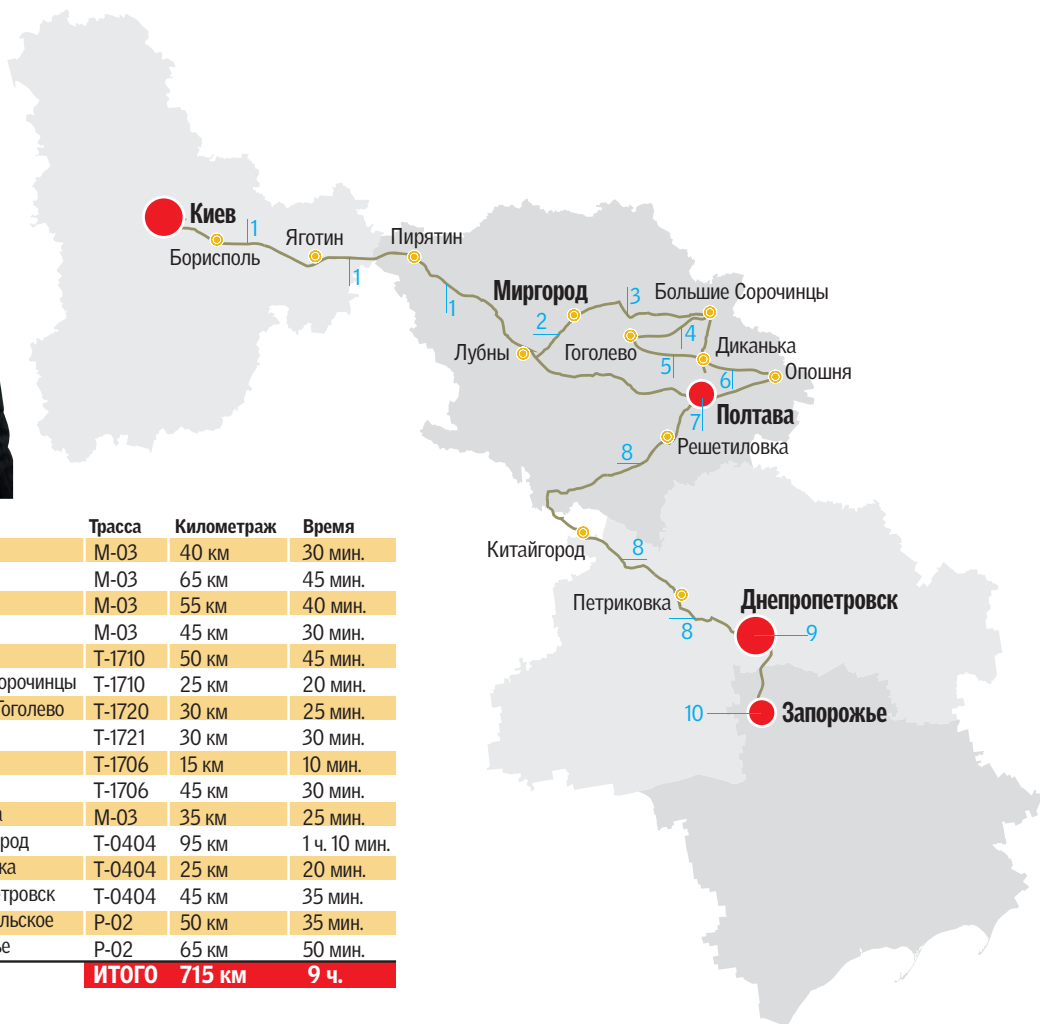 Киев
1
Борисполь
Яготин
1
Пирятин
1
Миргород
2
3
Большие Сорочинцы
Лубны
Гоголево
4
Диканька
5
6
Опошня
7
Полтава
8
Решетиловка
Китайгород
8
Петриковка
8
Днепропетровск
9
10
Запорожье
Трасса Километраж Время
М-03 40 км 30 мин.
М-03 65 км 45 мин.
М-03 55 км 40 мин.
М-03 45 км 30 мин.
Т-1710 50 км 45 мин.
орочинцы Т-1710 25 км 20 мин.
Гоголево Т-1720 30 км 25 мин.
Т-1721 30 км 30 мин.
Т-1706 15 км 10 мин.
Т-1706 45 км 30 мин.
а М-03 35 км 25 мин.
род Т-0404 95 км 1 ч. 10 мин.
ка Т-0404 25 км 20 мин.
тровск Т-0404 45 км 35 мин.
льское Р-02 50 км 35 мин.
ье Р-02 65 км 50 мин.
ИТОГО 715 км 9 ч.